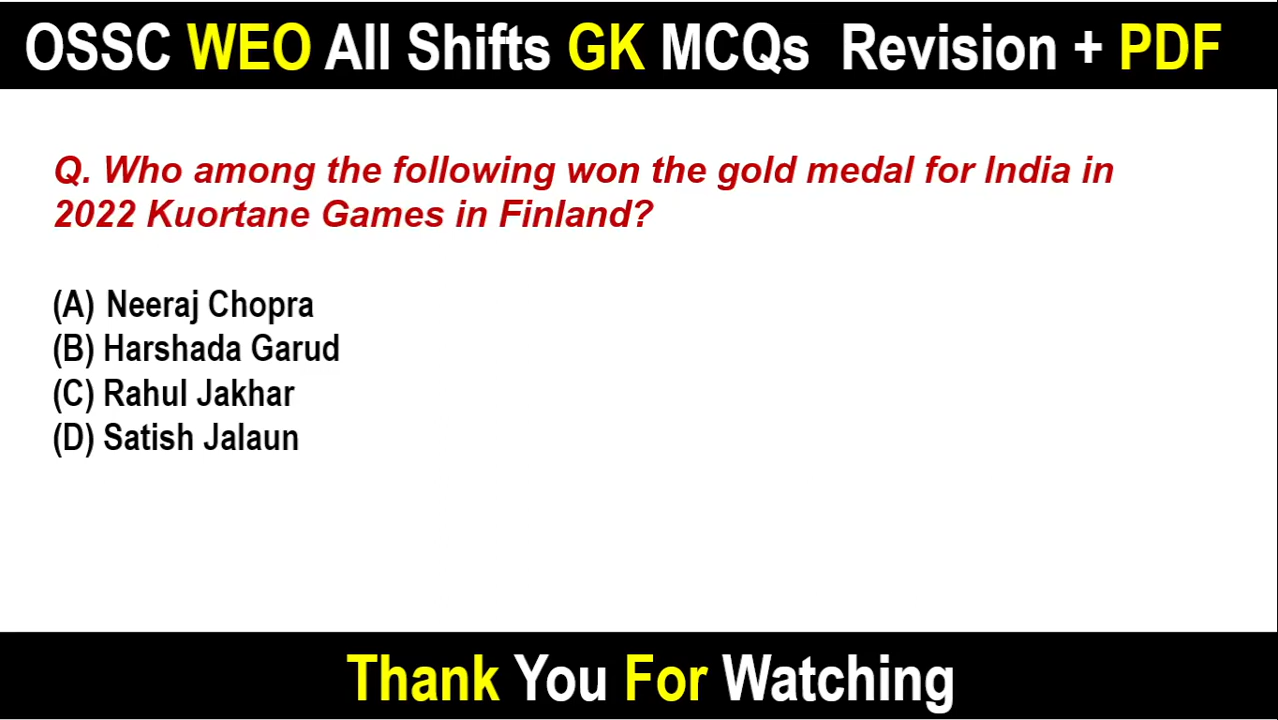 OSSC WEO All Shifts GK MCQs Revision + PDF
Q. Who among the following won the gold medal for India in
2022 Kuortane Games in Finland?
(A) Neeraj Chopra
(B) Harshada Garud
(C) Rahul Jakhar
(D) Satish Jalaun
Thank You For Watching